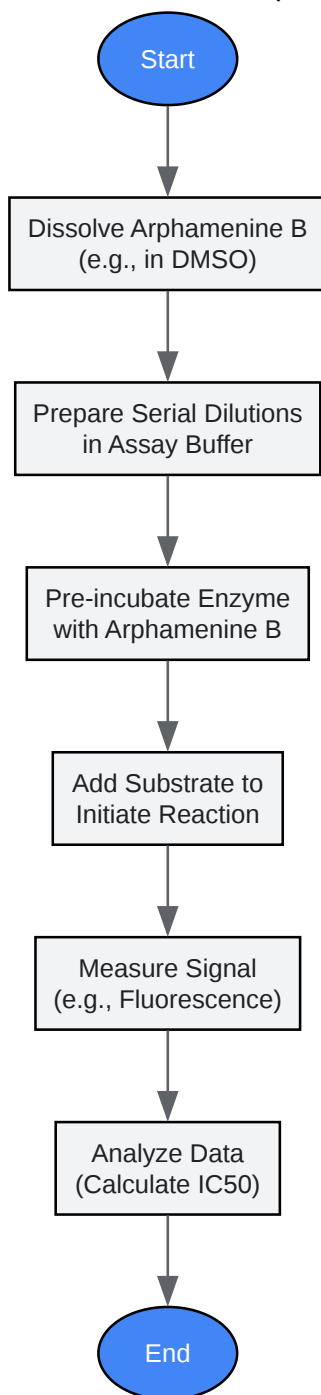 Start
Dissolve Arphamenine B
(e.g., in DMSO)
Prepare Serial Dilutions
in Assay Buffer
Pre-incubate Enzyme
with Arphamenine B
Add Substrate to
Initiate Reaction
Measure Signal
(e.g., Fluorescence)
Analyze Data
(Calculate IC50)
End